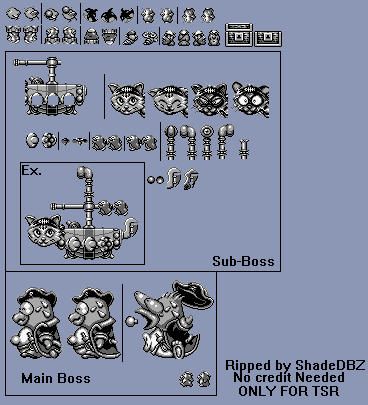 Ex.
Sub-Boss
Main Boss
Ripped by ShadeDBZ
No credit Needed
ONLY FOR TSR